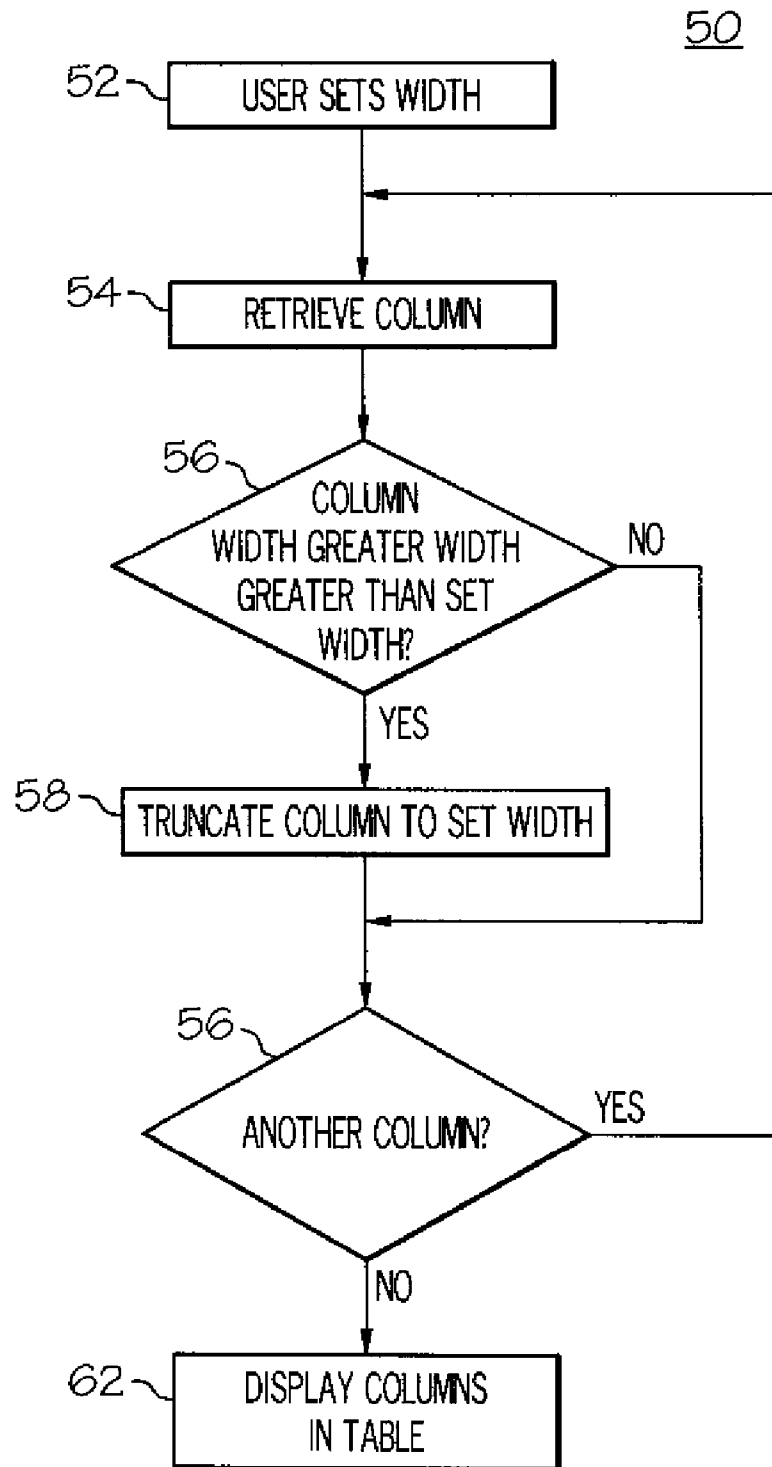 50
52
USER SETS WIDTH
54
RETRIEVE COLUMN
56
COLUMN
WIDTH GREATER WIDTH
GREATER THAN SET
WIDTH?
NO
YES
58
TRUNCATE COLUMN TO SET WIDTH
56
ANOTHER COLUMN?
YES
NO
62
DISPLAY COLUMNS
IN TABLE